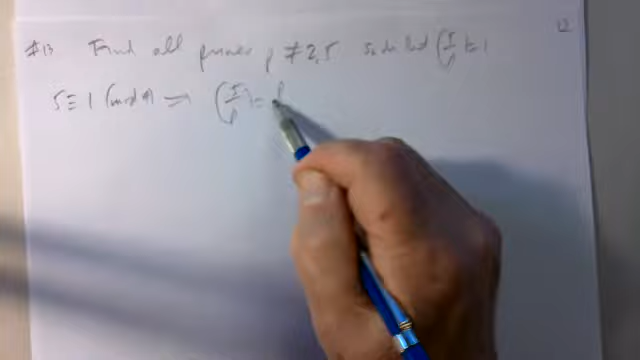 #13 Find all primes p ≠ 2,5 such that (5/p) = 1 12
5 ≡ 1 (mod 4) ⇒ (5/p) = (